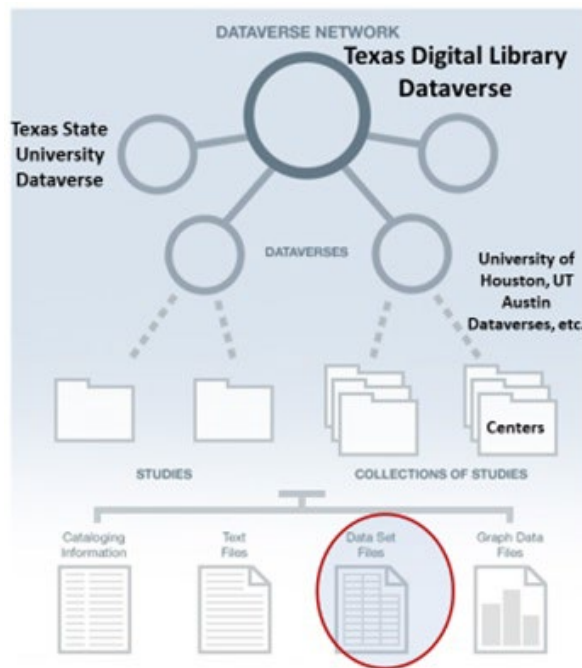 DATAVERSE NETWORK
Texas Digital Library
Dataverse
Texas State
University
Dataverse
DATAVERSES
University of
Houston, UT
Austin
Dataverses, etc.
Centers
STUDIES
COLLECTIONS OF STUDIES
Cataloging
Information
Text
Files
Data Set
Files
Graph Data
Files